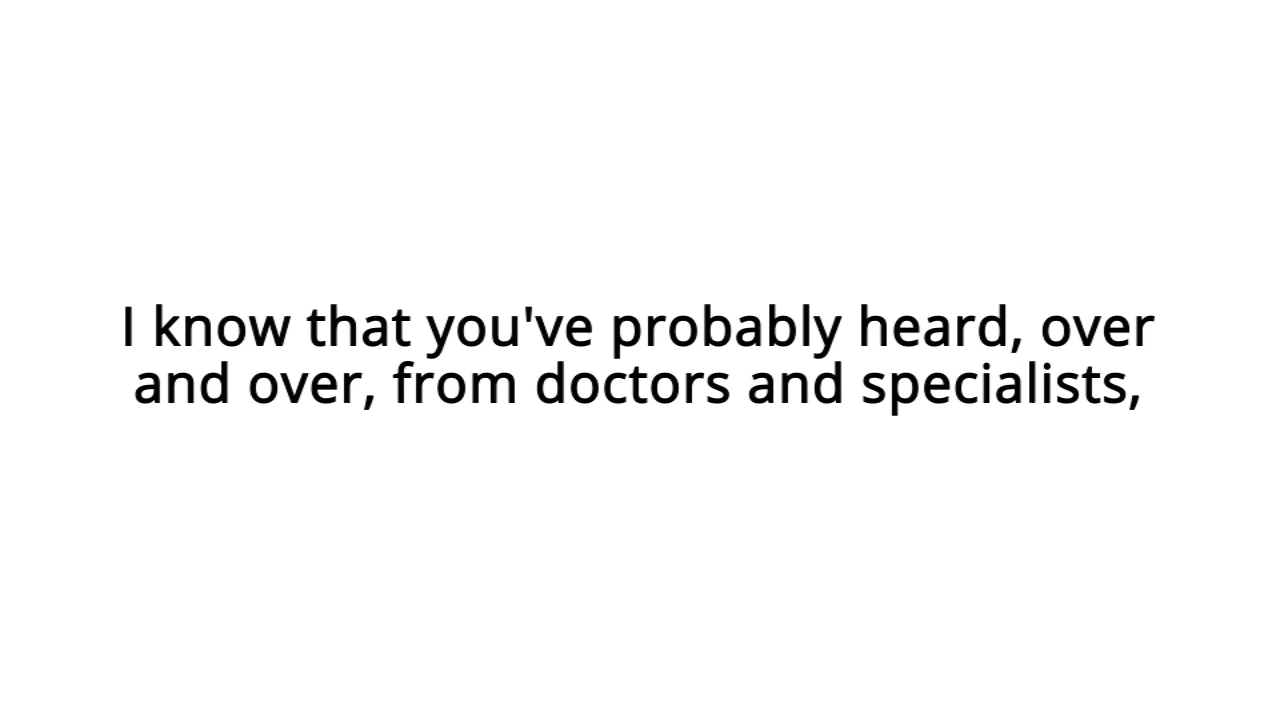 I know that you've probably heard, over
and over, from doctors and specialists,